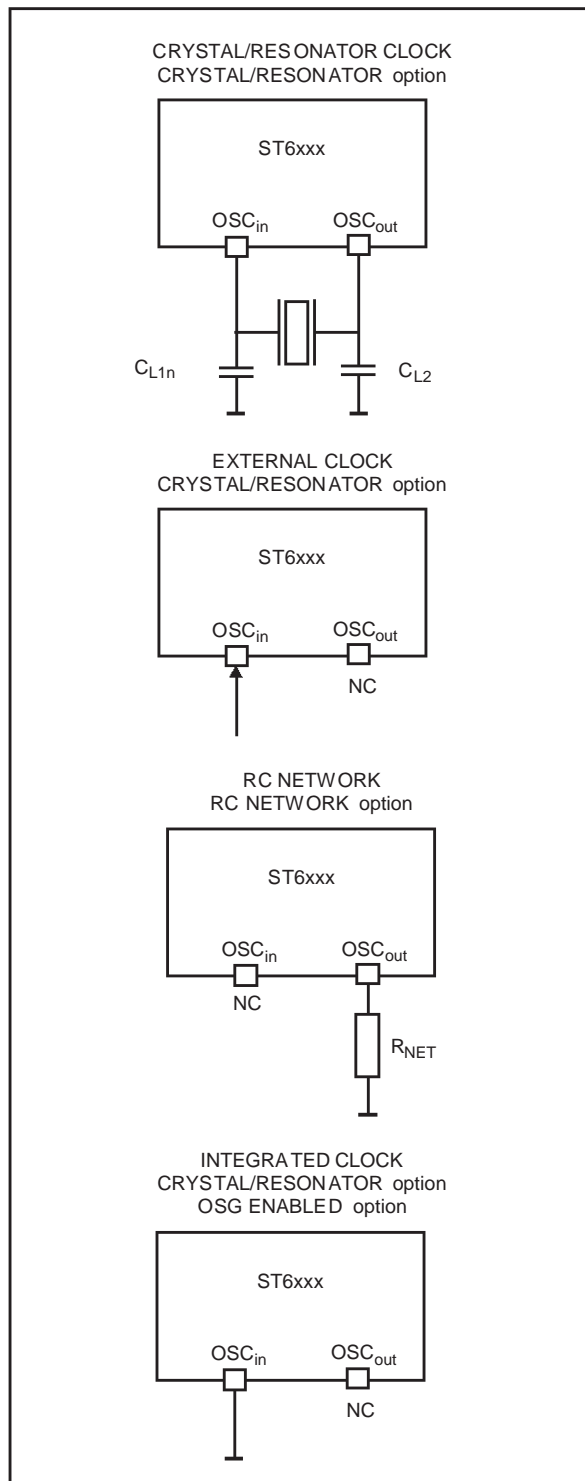 CRYSTAL/RESONATOR CLOCK
CRYSTAL/RESONATOR option
ST6xxx
OSCin OSCout
CL1n CL2
EXTERNAL CLOCK
CRYSTAL/RESONATOR option
ST6xxx
OSCin OSCout
NC
RC NETWORK
RC NETWORK option
ST6xxx
OSCin OSCout
NC
RNET
INTEGRATED CLOCK
CRYSTAL/RESONATOR option
OSG ENABLED option
ST6xxx
OSCin OSCout
NC